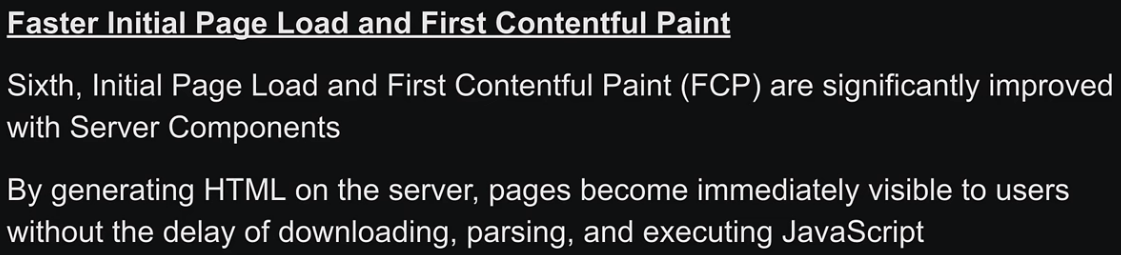 Faster Initial Page Load and First Contentful Paint
Sixth, Initial Page Load and First Contentful Paint (FCP) are significantly improved
with Server Components
By generating HTML on the server, pages become immediately visible to users
without the delay of downloading, parsing, and executing JavaScript